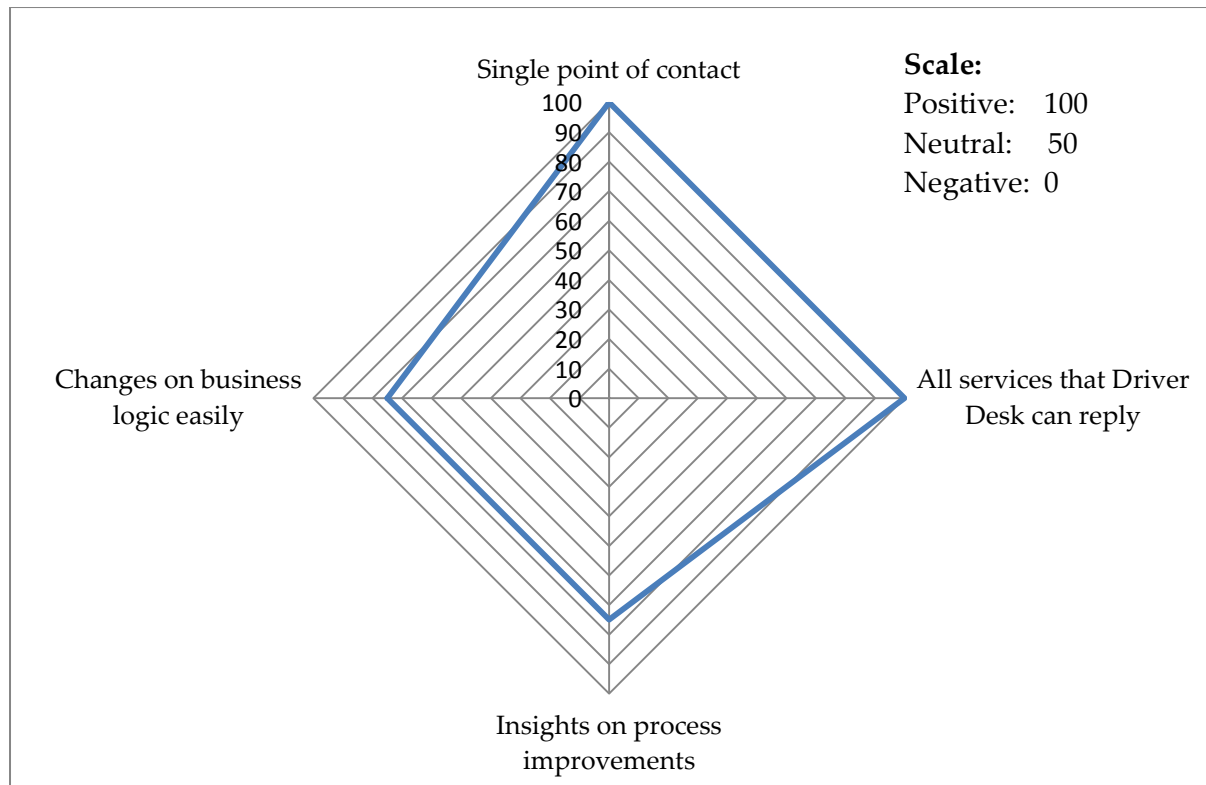 Single point of contact
Scale:
Positive: 100
Neutral: 50
Negative: 0
100
90
80
70
60
50
40
30
20
10
0
Changes on business
logic easily
All services that Driver
Desk can reply
Insights on process
improvements